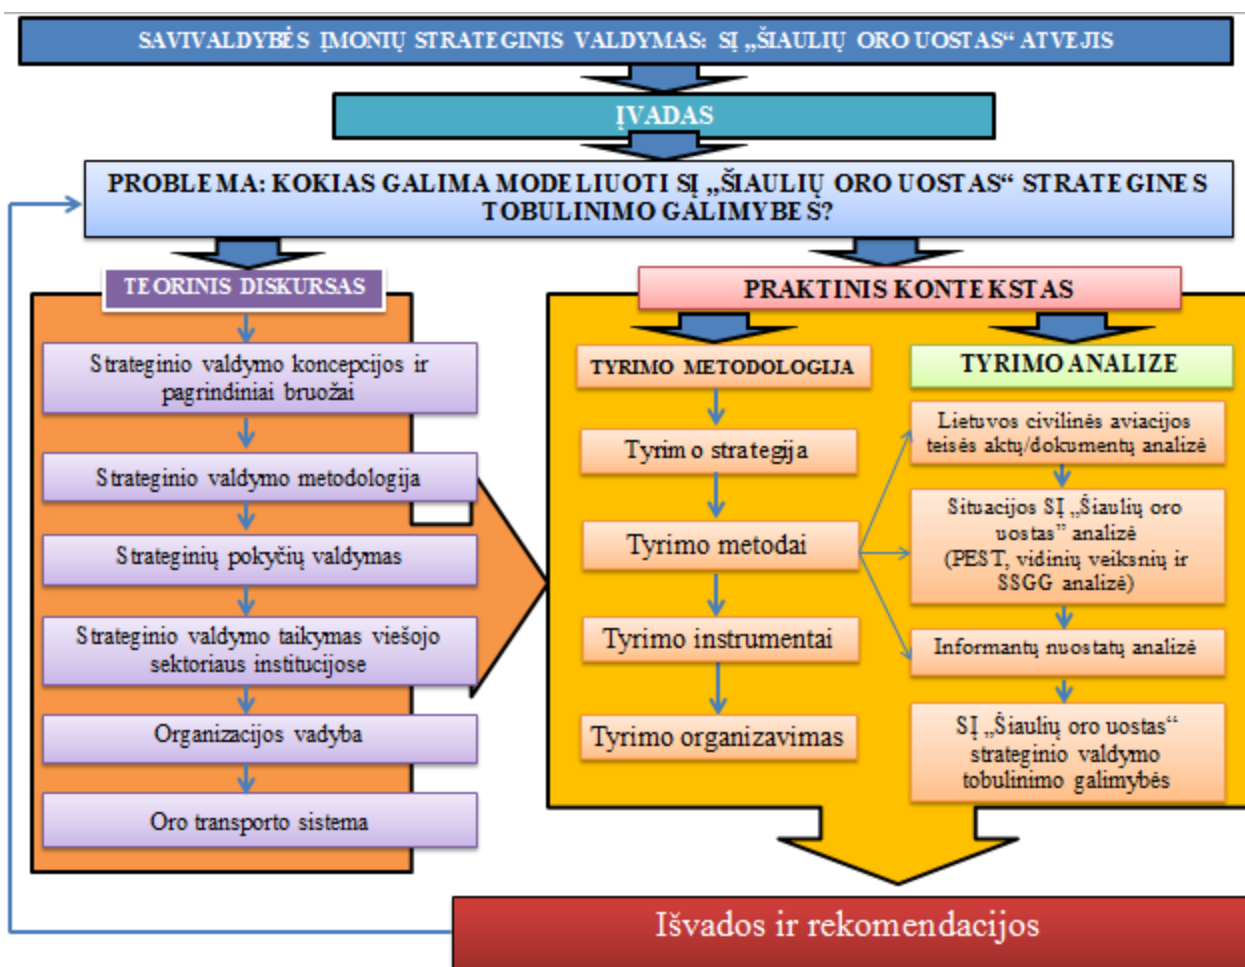 SAVIVALDYBĖS ĮMONIŲ STRATEGINIS VALDYMAS: SĮ „ŠIAULIŲ ORO UOSTAS“ ATVEJIS
ĮVADAS
PROBLEMA: KOKIAS GALIMA MODELIUOTI SĮ „ŠIAULIŲ ORO UOSTAS“ STRATEGINES
TOBULINIMO GALIMYBES?
TEORINIS DISKURSAS
Strateginio valdymo koncepcijos ir
pagrindiniai bruožai
Strateginio valdymo metodologija
Strateginių pokyčių valdymas
Strateginio valdymo taikymas viešojo
sektoriaus institucijose
Organizacijos vadyba
Oro transporto sistema
PRAKTINIS KONTEKSTAS
TYRIMO METODOLOGIJA
Tyrimo strategija
Tyrimo metodai
Tyrimo instrumentai
Tyrimo organizavimas
TYRIMO ANALIZE
Lietuvos civilinės aviacijos
teisės aktų/dokumentų analizė
Situacijos SĮ „Šiaulių oro
uostas” analizė
(PEST, vidinių veiksnių ir
SSGG analizė)
Informantų nuostatų analizė
SĮ „Šiaulių oro uostas“
strateginio valdymo
tobulinimo galimybės
Išvados ir rekomendacijos